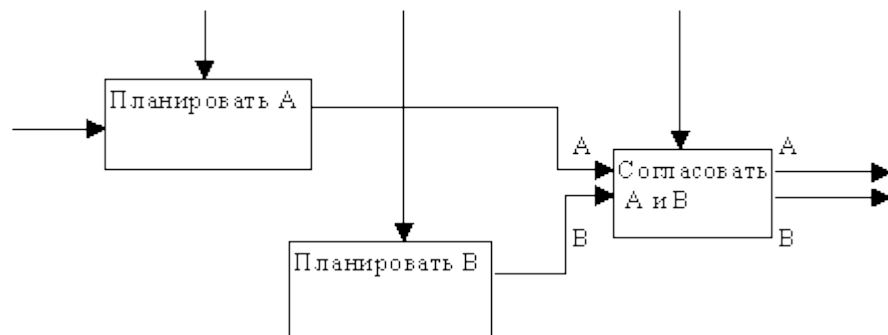 Планировать А
А
А
Согласовать
А и В
В
В
Планировать В